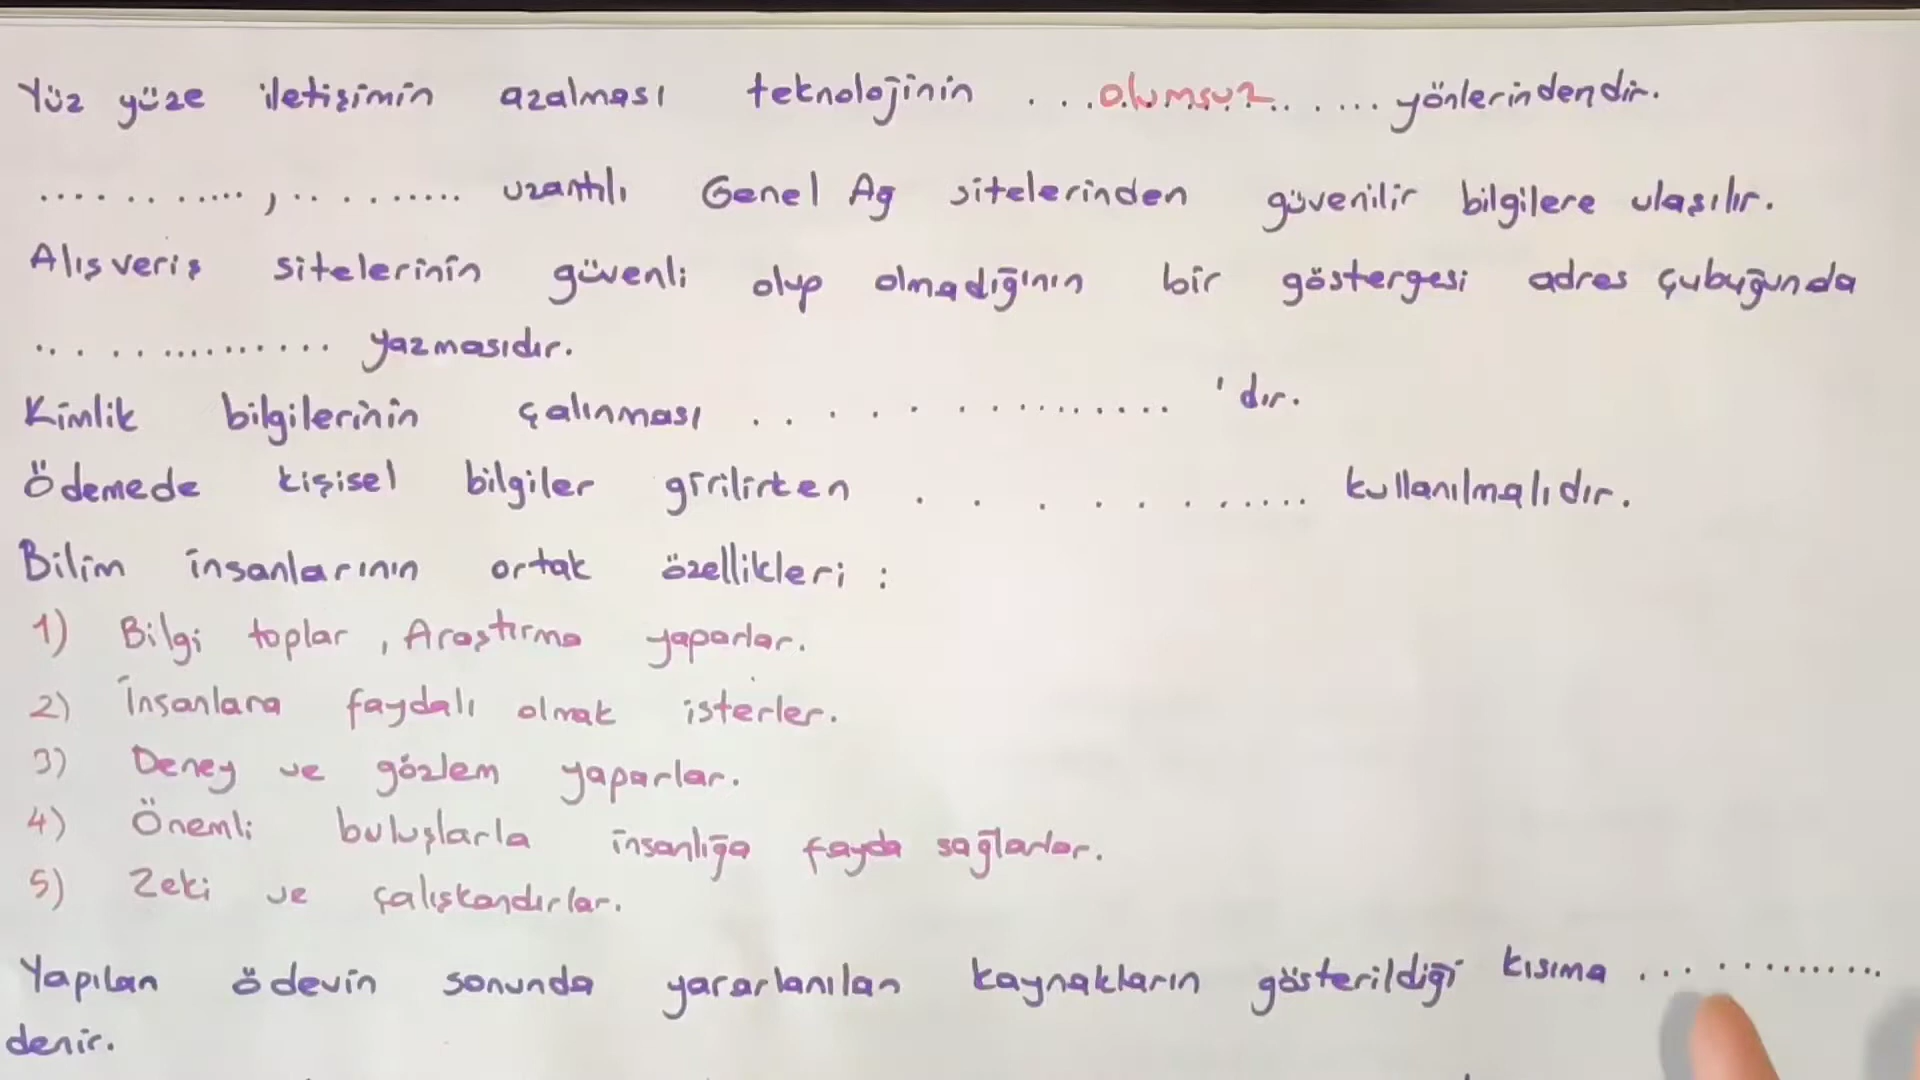 Yüz yüze iletişimin azalması teknolojinin ...olumsuz...... yönlerindendir.
............, .......... uzantılı Genel Ag sitelerinden güvenilir bilgilere ulaşılır.
Alışveriş sitelerinin güvenli olup olmadığının bir göstergesi adres çubuğunda
.............. yazmasıdır.
Kimlik bilgilerinin çalınması .............. 'dır.
Ödemede kişisel bilgiler girilirken ............ kullanılmalıdır.
Bilim insanlarının ortak özellikleri :
1) Bilgi toplar, Araştırma yaparlar.
2) İnsanlara faydalı olmak isterler.
3) Deney ve gözlem yaparlar.
4) Önemli buluşlarla insanlığa fayda sağlarlar.
5) Zeki ve çalışkandırlar.
Yapılan ödevin sonunda yararlanılan kaynakların gösterildiği kısıma ............
denir.